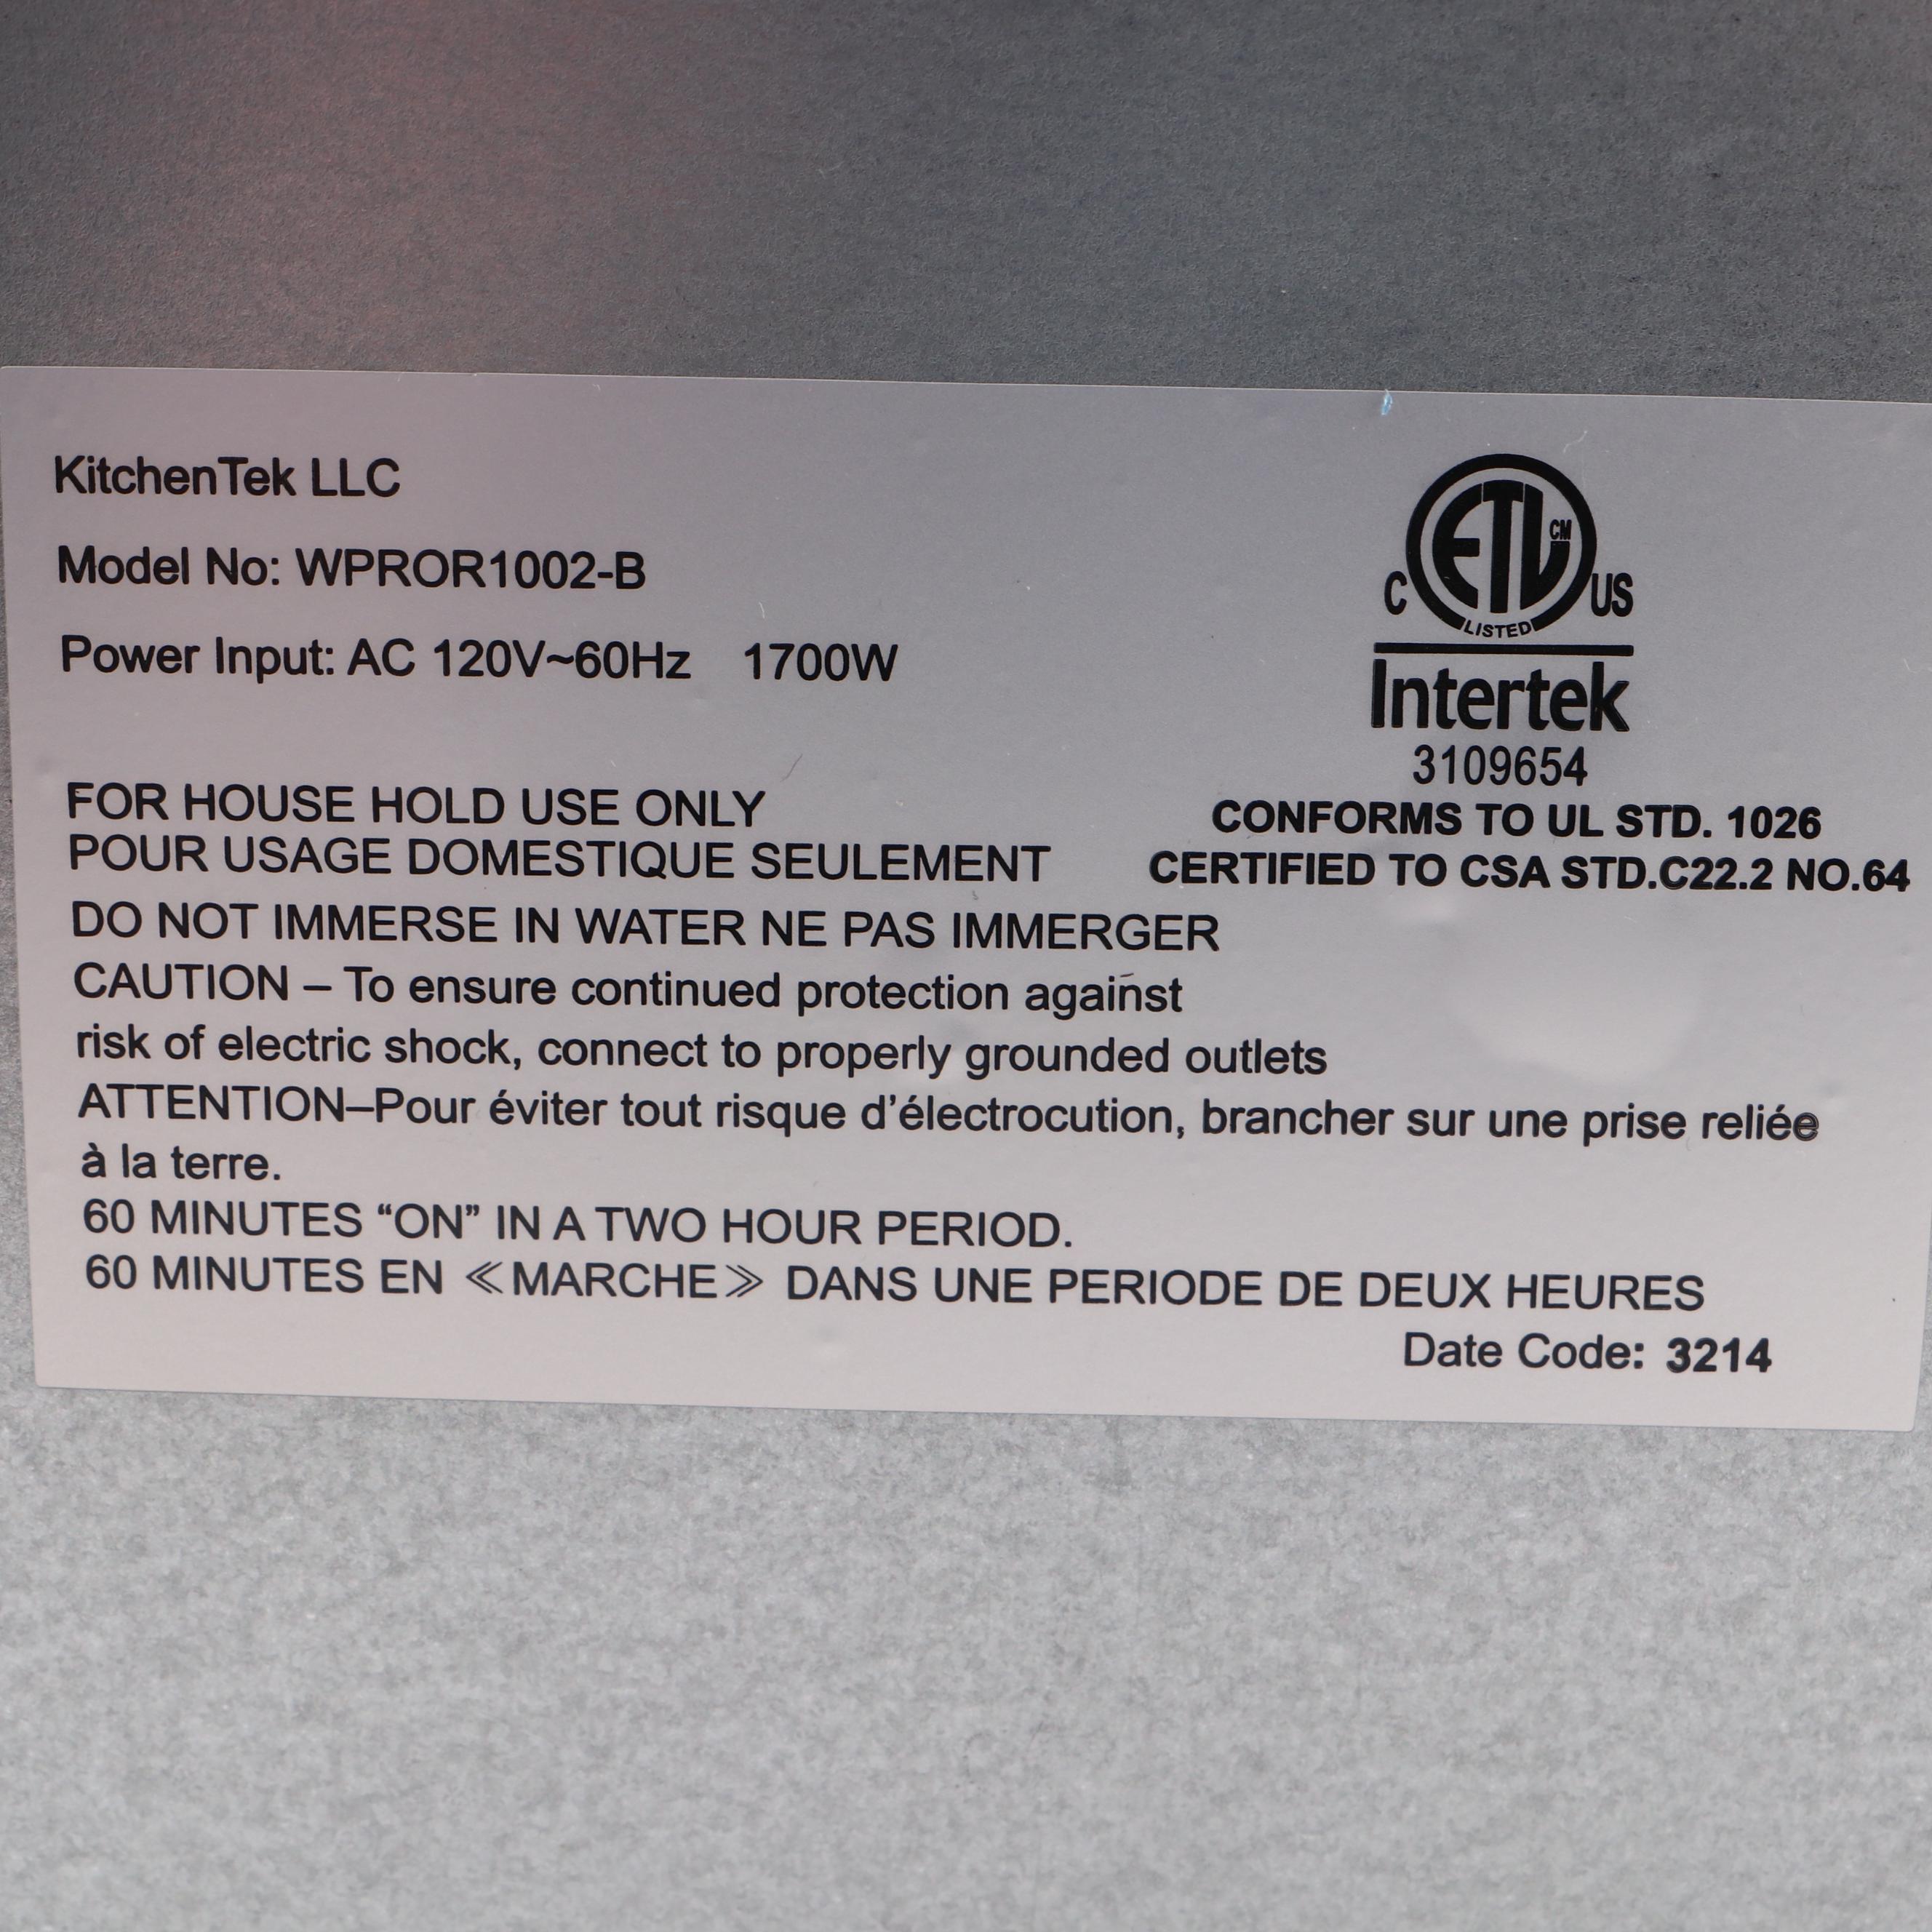 KitchenTek LLC
Model No: WPROR1002-B
Power Input: AC 120V~60Hz 1700W
ETL CM
C US
LISTED
Intertek
3109654
CONFORMS TO UL STD. 1026
CERTIFIED TO CSA STD.C22.2 NO.64
FOR HOUSE HOLD USE ONLY
POUR USAGE DOMESTIQUE SEULEMENT
DO NOT IMMERSE IN WATER NE PAS IMMERGER
CAUTION – To ensure continued protection against
risk of electric shock, connect to properly grounded outlets
ATTENTION–Pour éviter tout risque d'électrocution, brancher sur une prise reliée
à la terre.
60 MINUTES “ON” IN A TWO HOUR PERIOD.
60 MINUTES EN ≪MARCHE≫ DANS UNE PERIODE DE DEUX HEURES
Date Code: 3214